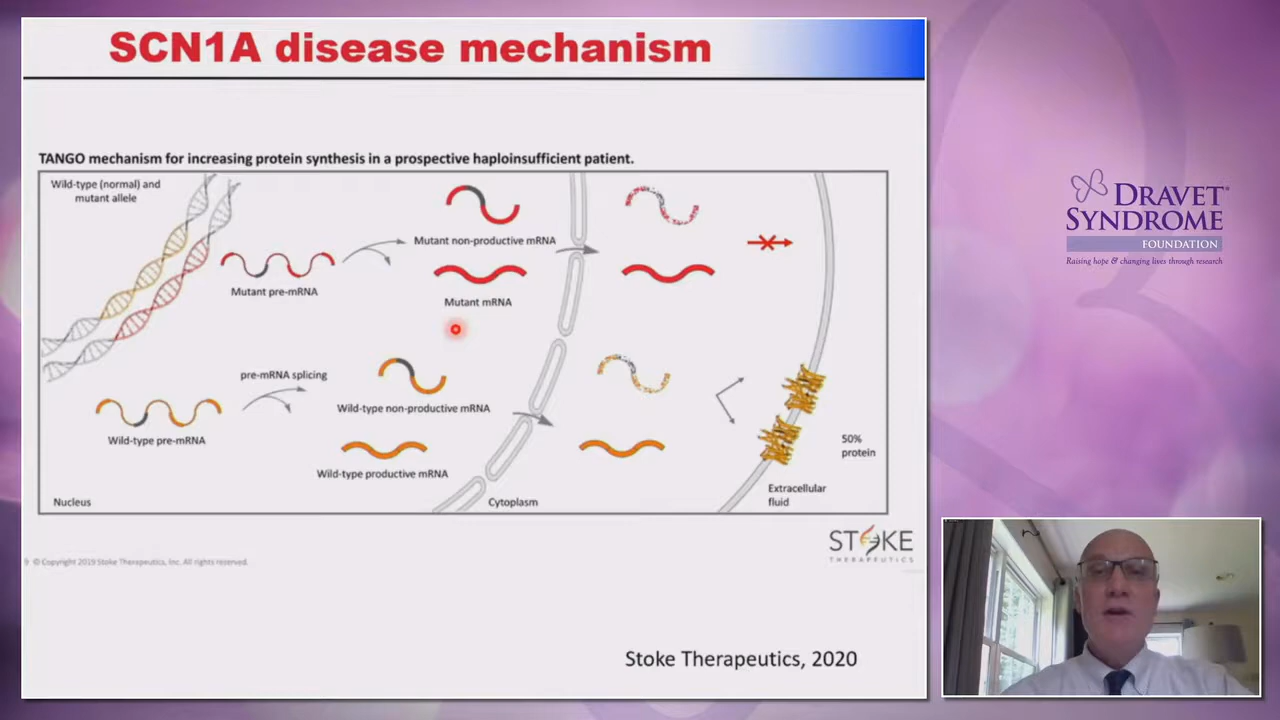 SCN1A disease mechanism
TANGO mechanism for increasing protein synthesis in a prospective haploinsufficient patient.
Wild-type (normal) and
mutant allele
Mutant pre-mRNA
Mutant non-productive mRNA
Mutant mRNA
pre-mRNA splicing
Wild-type pre-mRNA
Wild-type non-productive mRNA
Wild-type productive mRNA
50%
protein
Nucleus
Cytoplasm
Extracellular
fluid
STOKE
THERAPEUTICS
9 © Copyright 2019 Stoke Therapeutics, Inc. All rights reserved.
Stoke Therapeutics, 2020
DRAVET
SYNDROME
FOUNDATION
Raising hope & changing lives through research